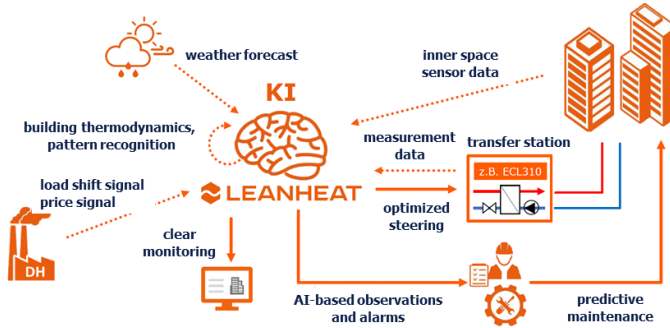 weather forecast
inner space
sensor data
KI
building thermodynamics,
pattern recognition
measurement
data
transfer station
z.B. ECL310
load shift signal
price signal
LEANHEAT
optimized
steering
clear
monitoring
DH
AI-based observations
and alarms
predictive
maintenance